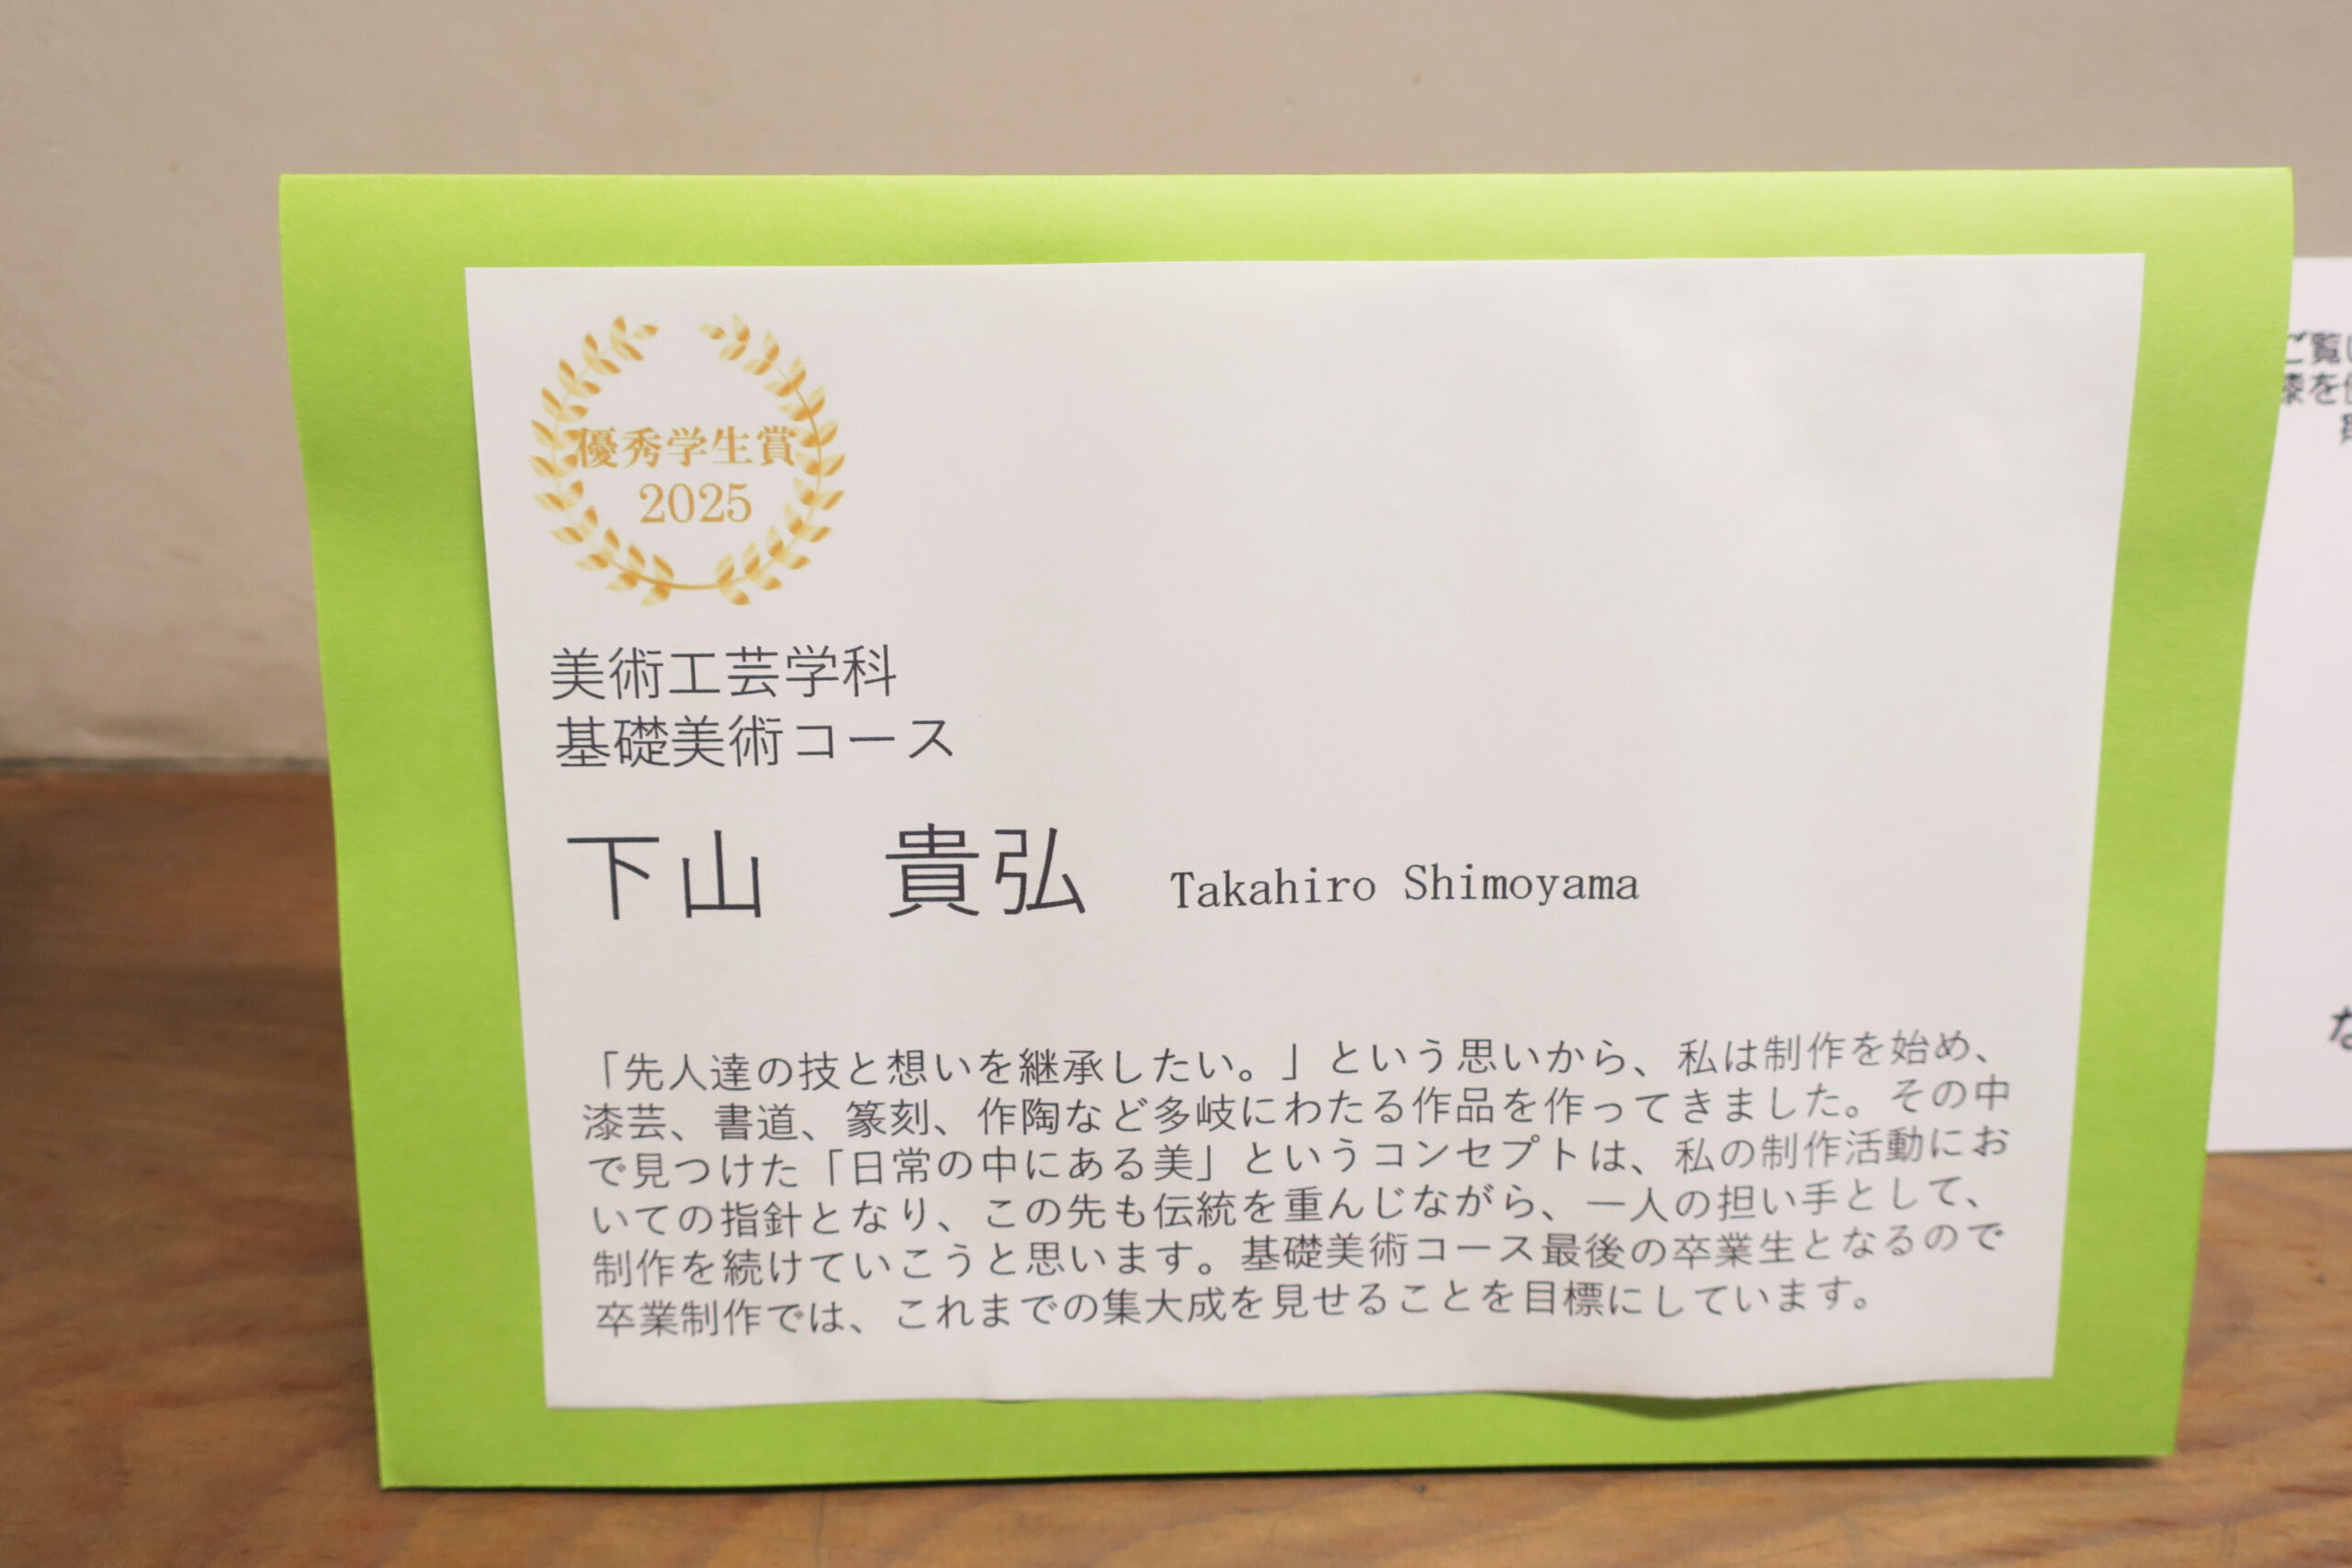 優秀学生賞
2025
美術工芸学科
基礎美術コース
下山　貴弘　Takahiro Shimoyama
「先人達の技と想いを継承したい。」という思いから、私は制作を始め、
漆芸、書道、篆刻、作陶など多岐にわたる作品を作ってきました。その中
で見つけた「日常の中にある美」というコンセプトは、私の制作活動にお
いての指針となり、この先も伝統を重んじながら、一人の担い手として、
制作を続けていこうと思います。基礎美術コース最後の卒業生となるので
卒業制作では、これまでの集大成を見せることを目標にしています。
ご覧
漆を